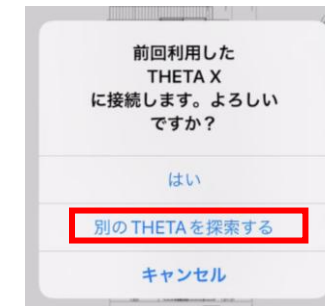 前回利用した
THETA X
に接続します。よろしい
ですか？
はい
別のTHETAを探索する
キャンセル